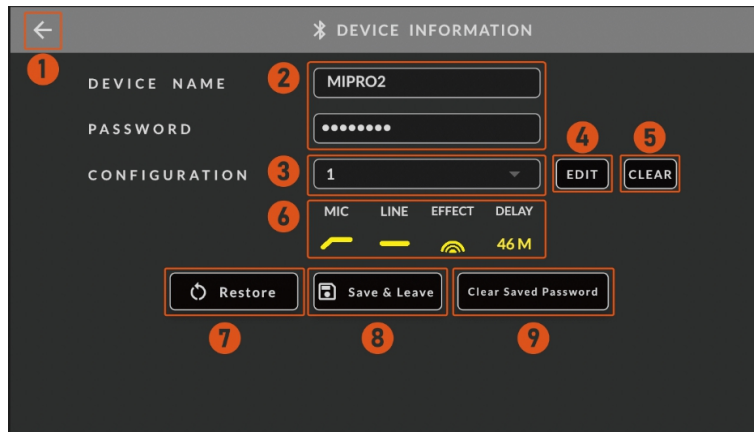 DEVICE INFORMATION
1
DEVICE NAME 2 MIPRO2
PASSWORD ••••••••
4 5
CONFIGURATION 3 1 EDIT CLEAR
6 MIC LINE EFFECT DELAY
46 M
Restore Save & Leave Clear Saved Password
7 8 9